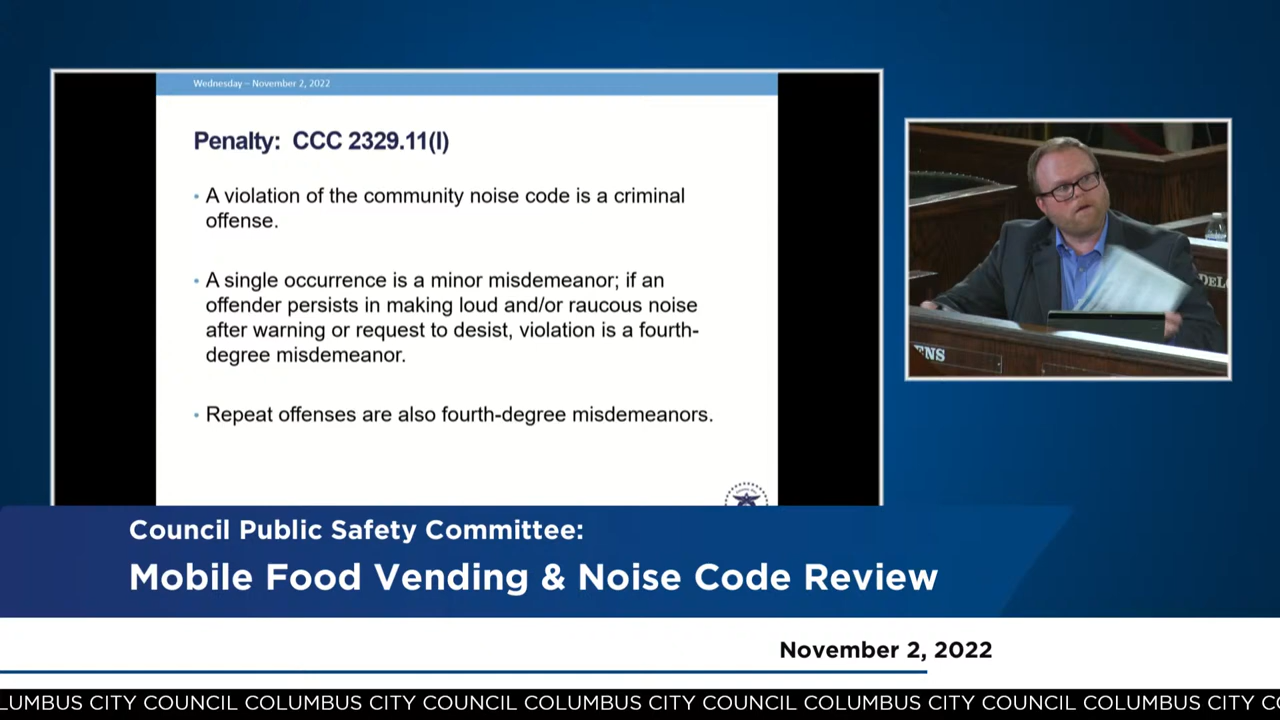 Wednesday – November 2, 2022
Penalty: CCC 2329.11(I)
• A violation of the community noise code is a criminal
offense.
• A single occurrence is a minor misdemeanor; if an
offender persists in making loud and/or raucous noise
after warning or request to desist, violation is a fourth-
degree misdemeanor.
• Repeat offenses are also fourth-degree misdemeanors.
DELO
ENS
Council Public Safety Committee:
Mobile Food Vending & Noise Code Review
November 2, 2022
LUMBUS CITY COUNCIL COLUMBUS CITY COUNCIL COLUMBUS CITY COUNCIL COLUMBUS CITY COUNCIL COLUMBUS CITY CO